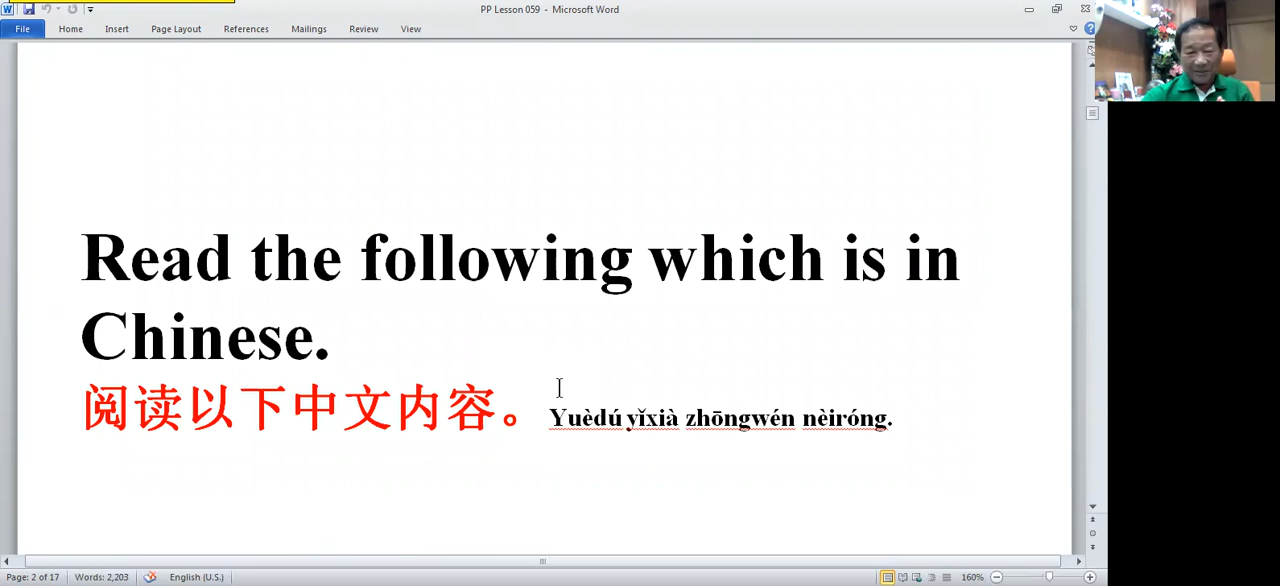 PP Lesson 059 - Microsoft Word
File Home Insert Page Layout References Mailings Review View
Read the following which is in
Chinese.
阅读以下中文内容。 Yuèdú yǐxià zhōngwén nèiróng.
Page: 2 of 17 Words: 2,203 English (U.S.) 160%